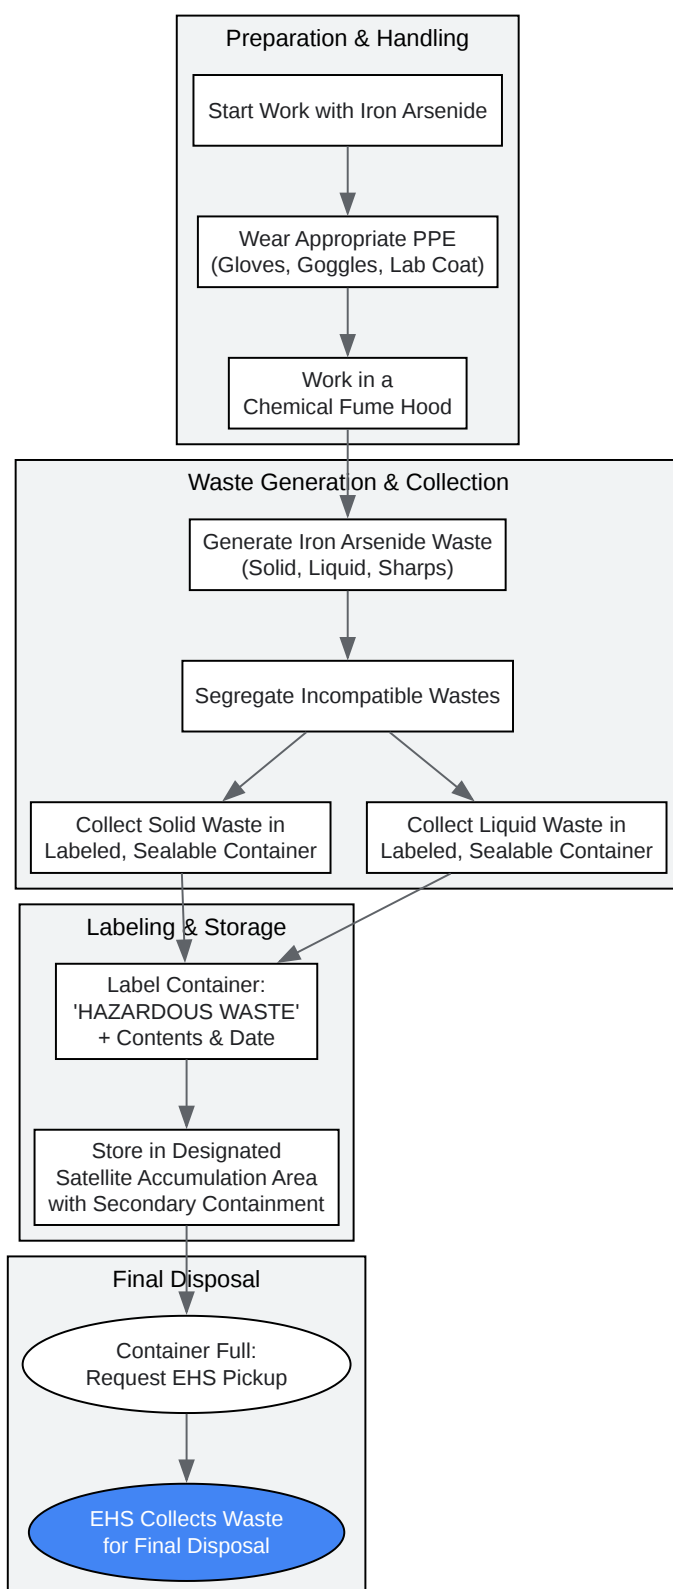 Preparation & Handling
Start Work with Iron Arsenide
Wear Appropriate PPE
(Gloves, Goggles, Lab Coat)
Work in a
Chemical Fume Hood
Waste Generation & Collection
Generate Iron Arsenide Waste
(Solid, Liquid, Sharps)
Segregate Incompatible Wastes
Collect Solid Waste in
Labeled, Sealable Container
Collect Liquid Waste in
Labeled, Sealable Container
Labeling & Storage
Label Container:
'HAZARDOUS WASTE'
+ Contents & Date
Store in Designated
Satellite Accumulation Area
with Secondary Containment
Final Disposal
Container Full:
Request EHS Pickup
EHS Collects Waste
for Final Disposal